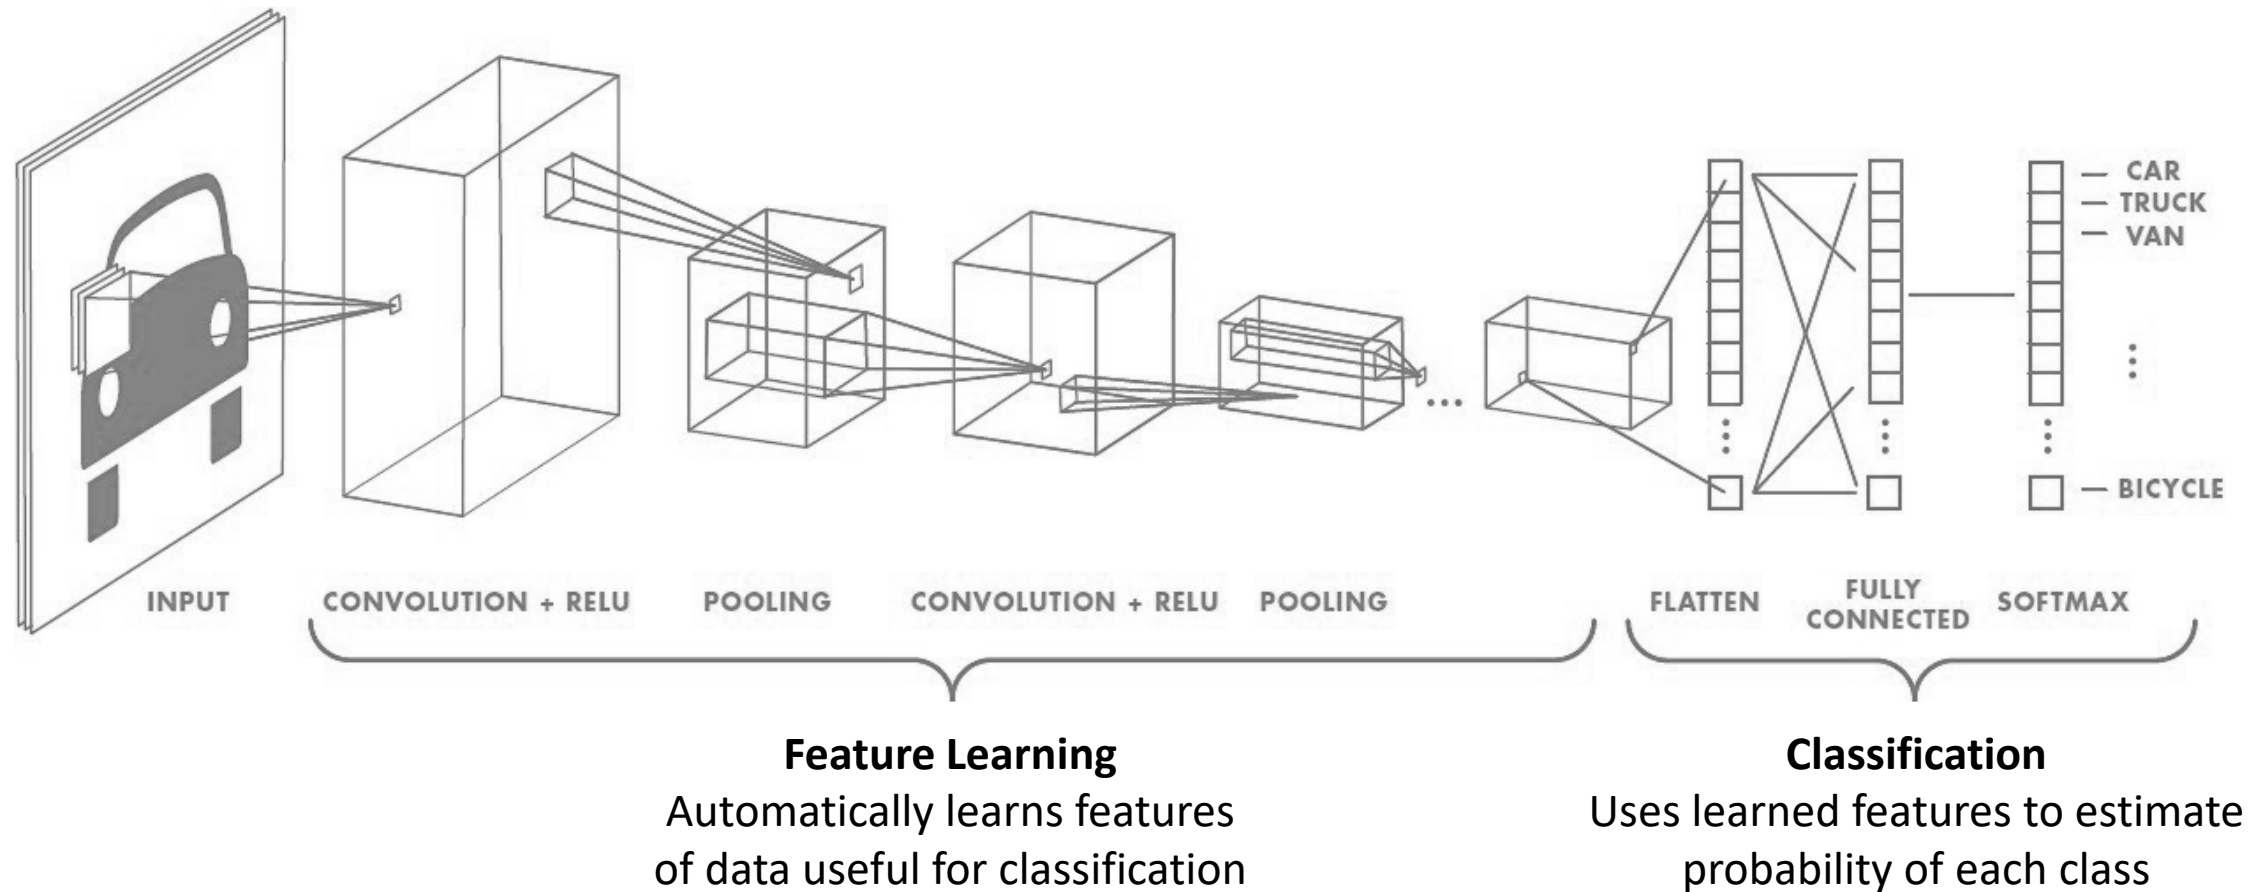 CAR
TRUCK
VAN
BICYCLE
INPUT
CONVOLUTION + RELU
POOLING
CONVOLUTION + RELU
POOLING
FLATTEN
FULLY
CONNECTED
SOFTMAX
Feature Learning
Automatically learns features
of data useful for classification
Classification
Uses learned features to estimate
probability of each class